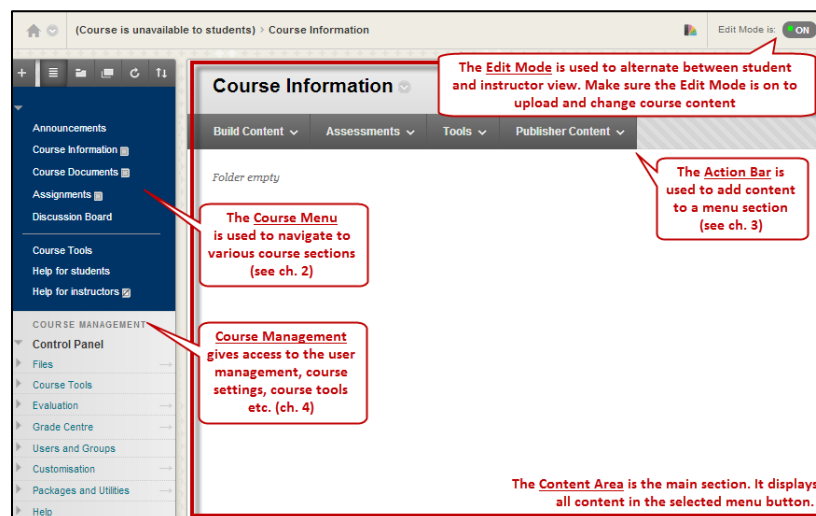 (Course is unavailable to students) > Course Information
Edit Mode is: ON
The Edit Mode is used to alternate between student
and instructor view. Make sure the Edit Mode is on to
upload and change course content
Course Information
Build Content
Assessments
Tools
Publisher Content
Folder empty
The Action Bar is
used to add content
to a menu section
(see ch. 3)
Announcements
Course Information
Course Documents
Assignments
Discussion Board
Course Tools
Help for students
Help for instructors
The Course Menu
is used to navigate to
various course sections
(see ch. 2)
COURSE MANAGEMENT
Control Panel
Files
Course Tools
Evaluation
Grade Centre
Users and Groups
Customisation
Packages and Utilities
Help
Course Management
gives access to the user
management, course
settings, course tools
etc. (ch. 4)
The Content Area is the main section. It displays
all content in the selected menu button.